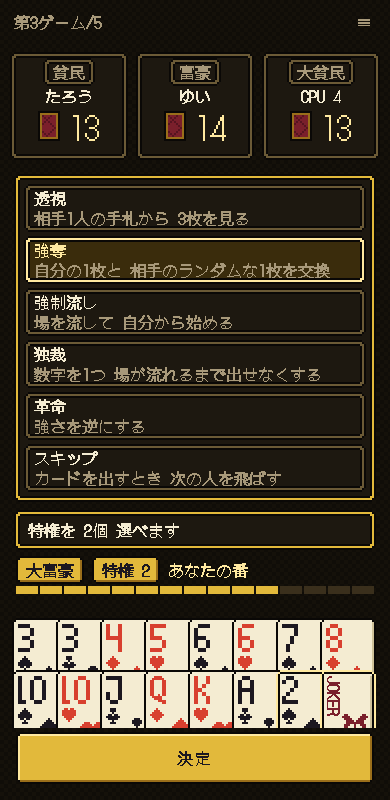 第3ゲーム/5
貧民 富豪 大貧民
たろう ゆい CPU 4
13 14 13
透視
相手1人の手札から 3枚を見る
強奪
自分の1枚と 相手のランダムな1枚を交換
強制流し
場を流して 自分から始める
独裁
数字を1つ 場が流れるまで出せなくする
革命
強さを逆にする
スキップ
カードを出すとき 次の人を飛ばす
特権を 2個 選べます
大富豪 特権 2 あなたの番
3 3 4 5 6 6 7 8
10 10 J Q K A 2 JOKER
決定